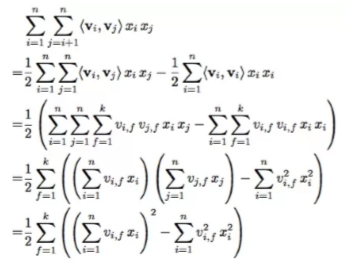 $\sum_{i=1}^{n} \sum_{j=i+1}^{n} \langle \mathbf{v}_i, \mathbf{v}_j \rangle x_i x_j$
$= \frac{1}{2} \sum_{i=1}^{n} \sum_{j=1}^{n} \langle \mathbf{v}_i, \mathbf{v}_j \rangle x_i x_j - \frac{1}{2} \sum_{i=1}^{n} \langle \mathbf{v}_i, \mathbf{v}_i \rangle x_i x_i$
$= \frac{1}{2} \left( \sum_{i=1}^{n} \sum_{j=1}^{n} \sum_{f=1}^{k} v_{i,f} v_{j,f} x_i x_j - \sum_{i=1}^{n} \sum_{f=1}^{k} v_{i,f} v_{i,f} x_i x_i \right)$
$= \frac{1}{2} \sum_{f=1}^{k} \left( \left( \sum_{i=1}^{n} v_{i,f} x_i \right) \left( \sum_{j=1}^{n} v_{j,f} x_j \right) - \sum_{i=1}^{n} v_{i,f}^2 x_i^2 \right)$
$= \frac{1}{2} \sum_{f=1}^{k} \left( \left( \sum_{i=1}^{n} v_{i,f} x_i \right)^2 - \sum_{i=1}^{n} v_{i,f}^2 x_i^2 \right)$